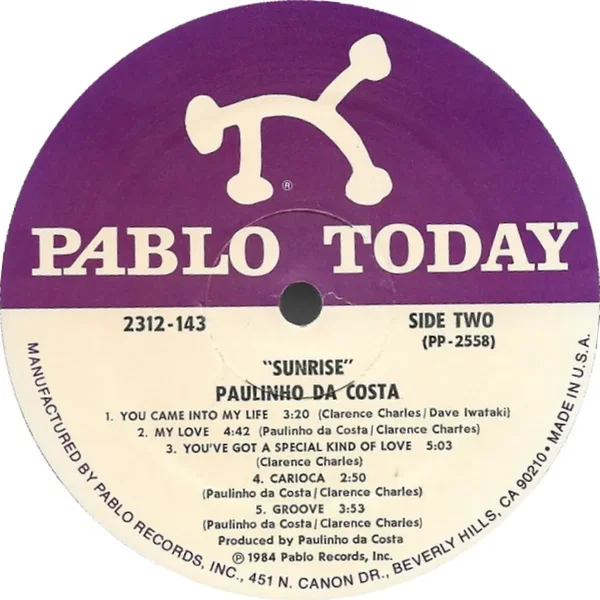 ®
PABLO TODAY
2312-143
SIDE TWO
(PP-2558)
"SUNRISE"
PAULINHO DA COSTA
1. YOU CAME INTO MY LIFE 3:20 (Clarence Charles/Dave Iwataki)
2. MY LOVE 4:42 (Paulinho da Costa/Clarence Charles)
3. YOU'VE GOT A SPECIAL KIND OF LOVE 5:03
(Clarence Charles)
4. CARIOCA 2:50
(Paulinho da Costa/Clarence Charles)
5. GROOVE 3:53
(Paulinho da Costa/Clarence Charles)
Produced by Paulinho da Costa
℗ 1984 Pablo Records, Inc.
MANUFACTURED BY PABLO RECORDS, INC., 451 N. CANON DR., BEVERLY HILLS, CA 90210 • MADE IN U.S.A.